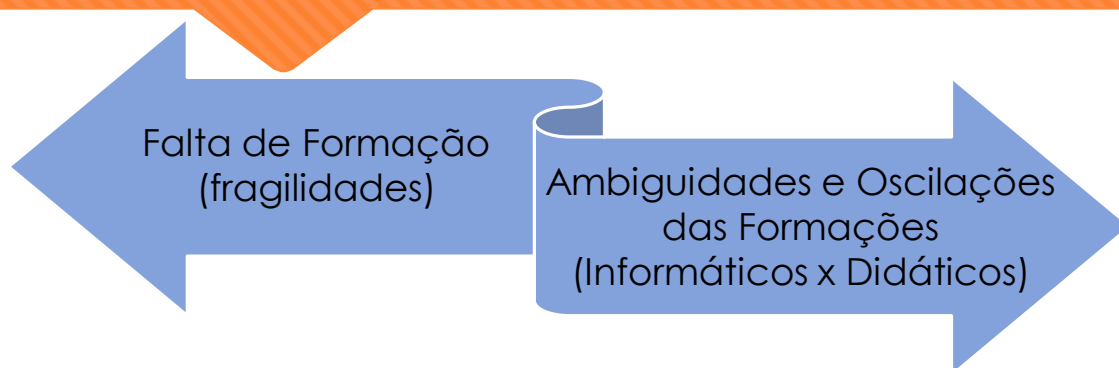 Falta de Formação
(fragilidades)
Ambiguidades e Oscilações
das Formações
(Informáticos x Didáticos)